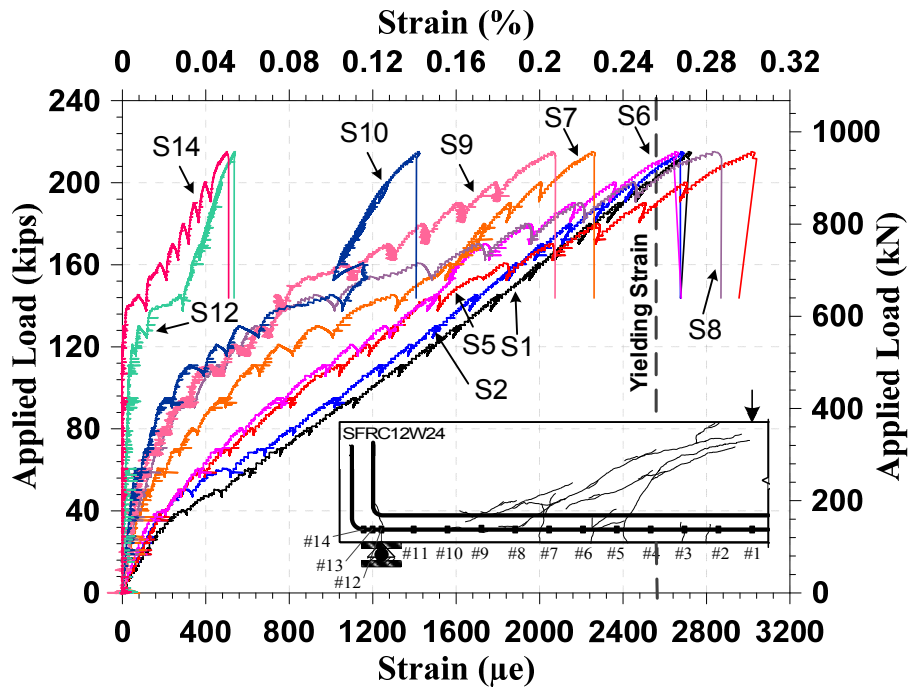 Strain (%)
0 0.04 0.08 0.12 0.16 0.2 0.24 0.28 0.32
Applied Load (kips)
240
200
160
120
80
40
0
Applied Load (kN)
1000
800
600
400
200
0
S14
S10
S9
S7
S6
S12
S5
S1
S2
S8
Yielding Strain
SFRC12W24
#14
#13
#12
#11 #10 #9 #8 #7 #6 #5 #4 #3 #2 #1
0 400 800 1200 1600 2000 2400 2800 3200
Strain (µe)